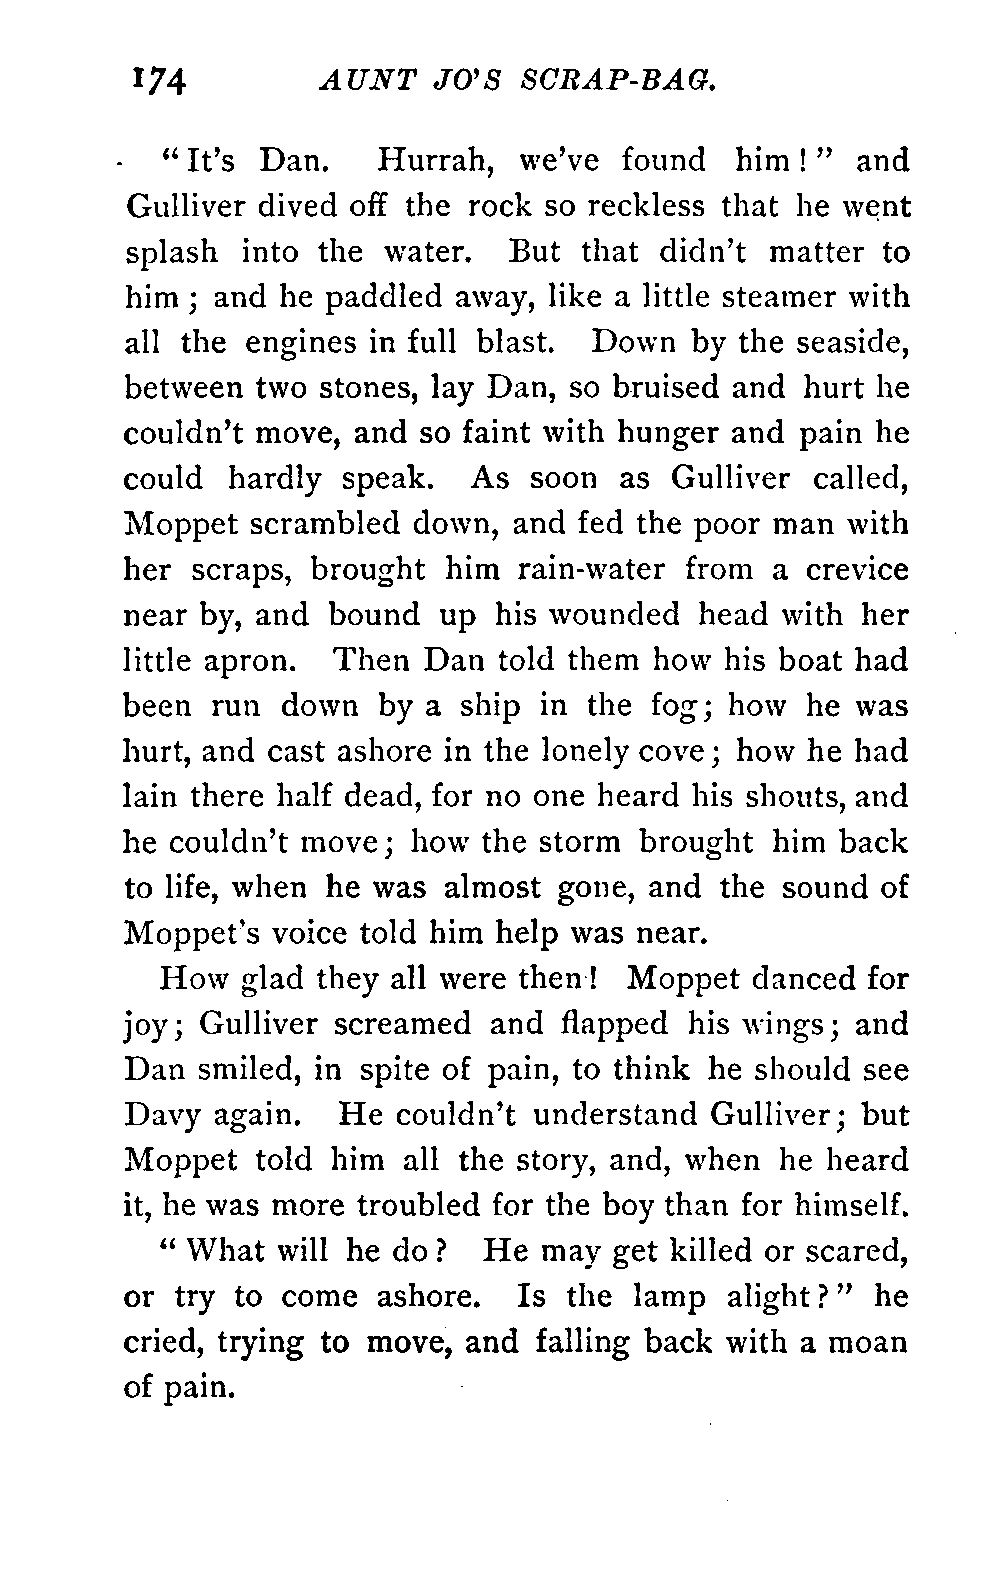 174 AUNT JO'S SCRAP-BAG.
"It's Dan. Hurrah, we've found him!" and
Gulliver dived off the rock so reckless that he went
splash into the water. But that didn't matter to
him; and he paddled away, like a little steamer with
all the engines in full blast. Down by the seaside,
between two stones, lay Dan, so bruised and hurt he
couldn't move, and so faint with hunger and pain he
could hardly speak. As soon as Gulliver called,
Moppet scrambled down, and fed the poor man with
her scraps, brought him rain-water from a crevice
near by, and bound up his wounded head with her
little apron. Then Dan told them how his boat had
been run down by a ship in the fog; how he was
hurt, and cast ashore in the lonely cove; how he had
lain there half dead, for no one heard his shouts, and
he couldn't move; how the storm brought him back
to life, when he was almost gone, and the sound of
Moppet's voice told him help was near.
How glad they all were then! Moppet danced for
joy; Gulliver screamed and flapped his wings; and
Dan smiled, in spite of pain, to think he should see
Davy again. He couldn't understand Gulliver; but
Moppet told him all the story, and, when he heard
it, he was more troubled for the boy than for himself.
"What will he do? He may get killed or scared,
or try to come ashore. Is the lamp alight?" he
cried, trying to move, and falling back with a moan
of pain.